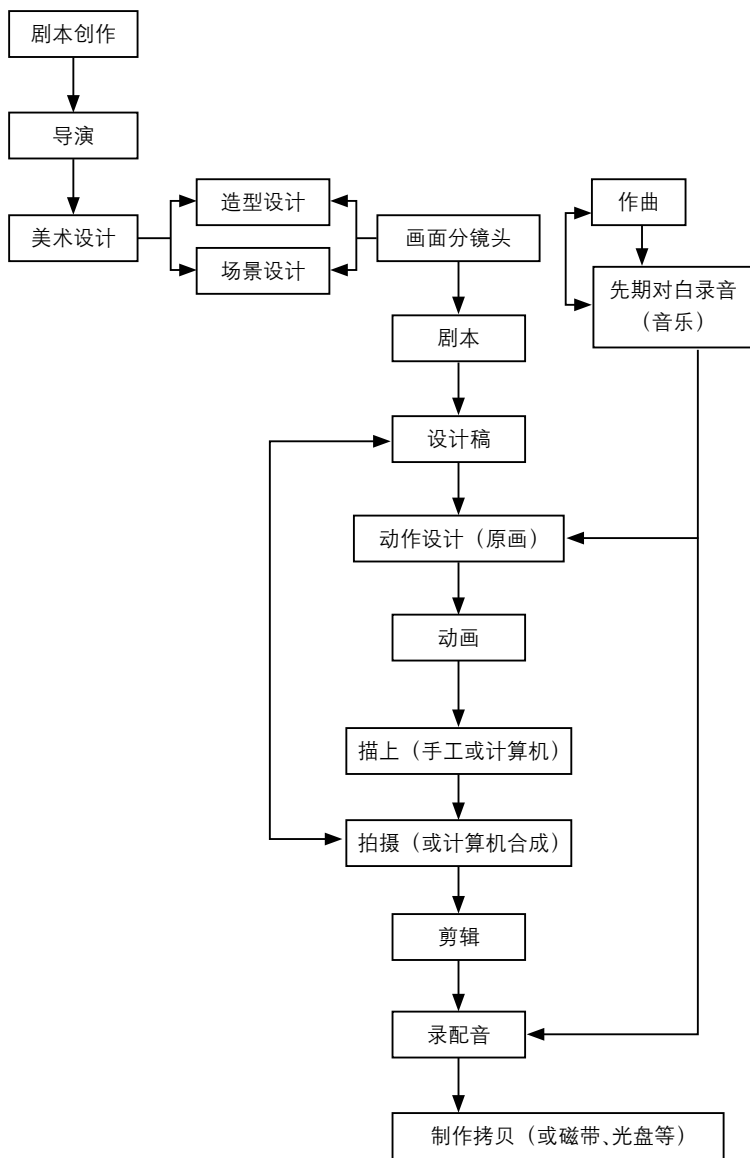 剧本创作
导演
美术设计
造型设计
场景设计
画面分镜头
作曲
先期对白录音
（音乐）
剧本
设计稿
动作设计（原画）
动画
描上（手工或计算机）
拍摄（或计算机合成）
剪辑
录配音
制作拷贝（或磁带、光盘等）